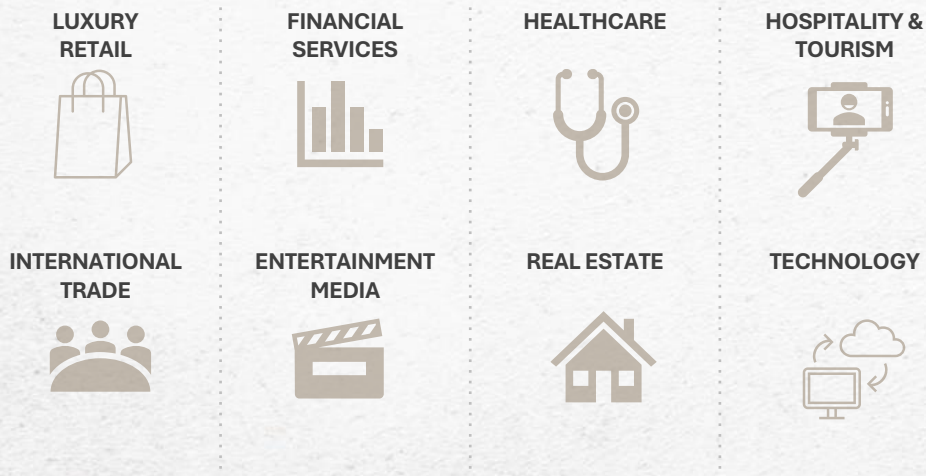 LUXURY
RETAIL
FINANCIAL
SERVICES
HEALTHCARE
HOSPITALITY &
TOURISM
INTERNATIONAL
TRADE
ENTERTAINMENT
MEDIA
REAL ESTATE
TECHNOLOGY